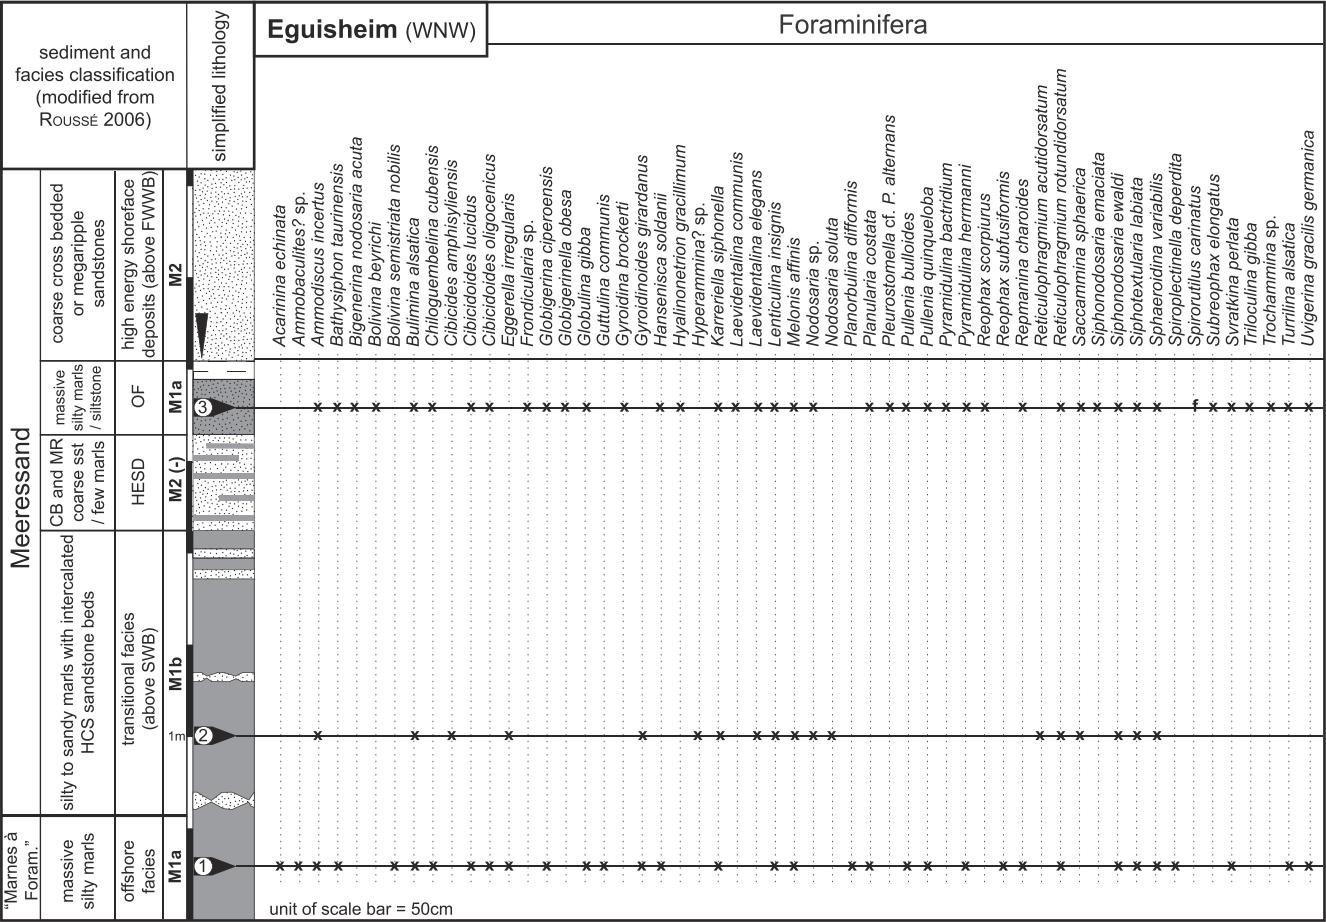 sediment and
facies classification
(modified from
ROUSSÉ 2006)
simplified lithology
Eguisheim (WNW)
Foraminifera
Acarinina echinata
Ammobaculites? sp.
Ammodiscus incertus
Bathysiphon taurinensis
Bigenerina nodosaria acuta
Bolivina beyrichi
Bolivina semistriata nobilis
Bulimina alsatica
Chiloguembelina cubensis
Cibicides amphisyliensis
Cibicidoides lucidus
Cibicidoides oligocenicus
Eggerella irregularis
Frondicularia sp.
Globigerina ciperoensis
Globigerinella obesa
Globulina gibba
Guttulina communis
Gyroidina brockerti
Gyroidinoides girardanus
Hansenisca soldanii
Hyalinonetrion gracillimum
Hyperammina? sp.
Karreriella siphonella
Laevidentalina communis
Laevidentalina elegans
Lenticulina insignis
Melonis affinis
Nodosaria sp.
Nodosaria soluta
Planorbulina difformis
Planularia costata
Pleurostomella cf. P. alternans
Pullenia bulloides
Pullenia quinqueloba
Pyramidulina bactridium
Pyramidulina herrmanni
Reophax scorpiurus
Reophax subfusiformis
Repmanina charoides
Reticulophragmium acutidorsatum
Reticulophragmium rotundidorsatum
Saccammina sphaerica
Siphonodosaria emaciata
Siphonodosaria ewaldi
Siphotextularia labiata
Sphaeroidina variabilis
Spiroplectinella deperdita
Spirorutilus carinatus
Subreophax elongatus
Svratkina perlata
Triloculina gibba
Trochammina sp.
Turrilina alsatica
Uvigerina gracilis germanica
Meeressand
coarse cross bedded
or megaripple
sandstones
high energy shoreface
deposits (above FWWB)
M2
massive
silty marls
/ siltstone
OF
M1a
3
x x x x x x x x x x x x x x x x x x x x x x x x x x x x x x x x f x x x x x x
CB and MR
coarse sst
/ few marls
HESD
M2 (-)
silty to sandy marls with intercalated
HCS sandstone beds
transitional facies
(above SWB)
M1b
1m
2
x x x x x x x x x x x x x x x x x x
"Marnes à
Foram."
massive
silty marls
offshore
facies
M1a
1
x x x x x x x x x x x x x x x x x x x x x x x x x x x x x x x x x
unit of scale bar = 50cm